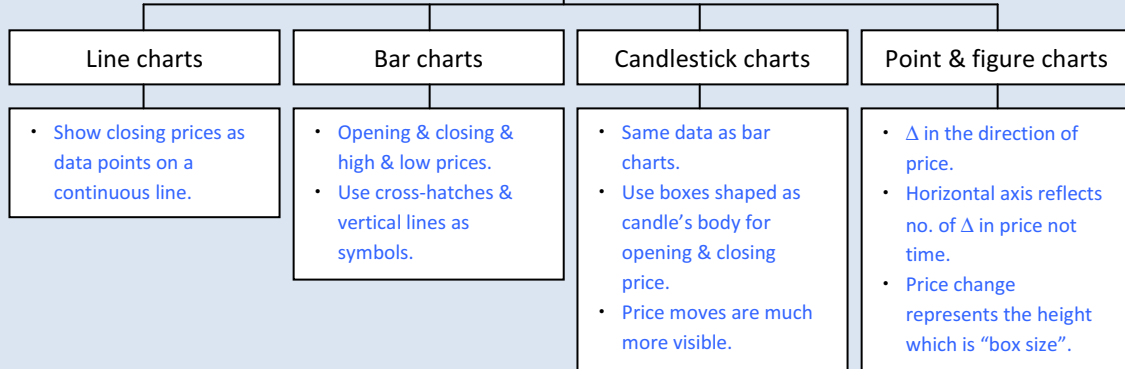 Line charts
• Show closing prices as
data points on a
continuous line.
Bar charts
• Opening & closing &
high & low prices.
• Use cross-hatches &
vertical lines as
symbols.
Candlestick charts
• Same data as bar
charts.
• Use boxes shaped as
candle’s body for
opening & closing
price.
• Price moves are much
more visible.
Point & figure charts
• Δ in the direction of
price.
• Horizontal axis reflects
no. of Δ in price not
time.
• Price change
represents the height
which is “box size”.